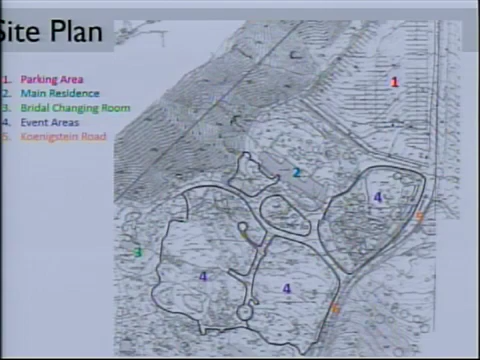 Site Plan
1. Parking Area
2. Main Residence
3. Bridal Changing Room
4. Event Areas
5. Koenigstein Road
1
2
4
5
3
4
4
5